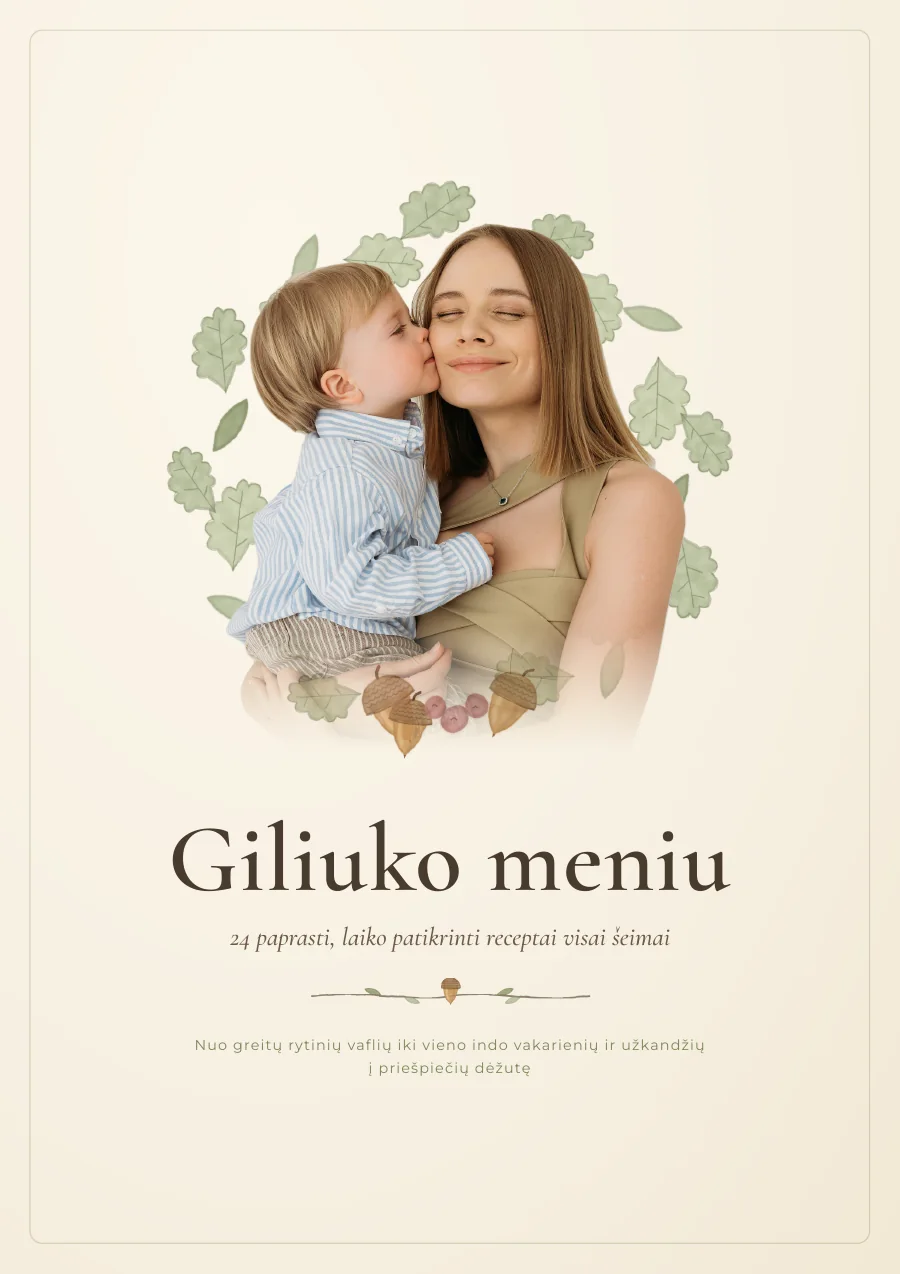 Giliuko meniu
24 paprasti, laiko patikrinti receptai visai šeimai
Nuo greitų rytinių vaflių iki vieno indo vakarienių ir užkandžių
į priešpiečių dėžutę